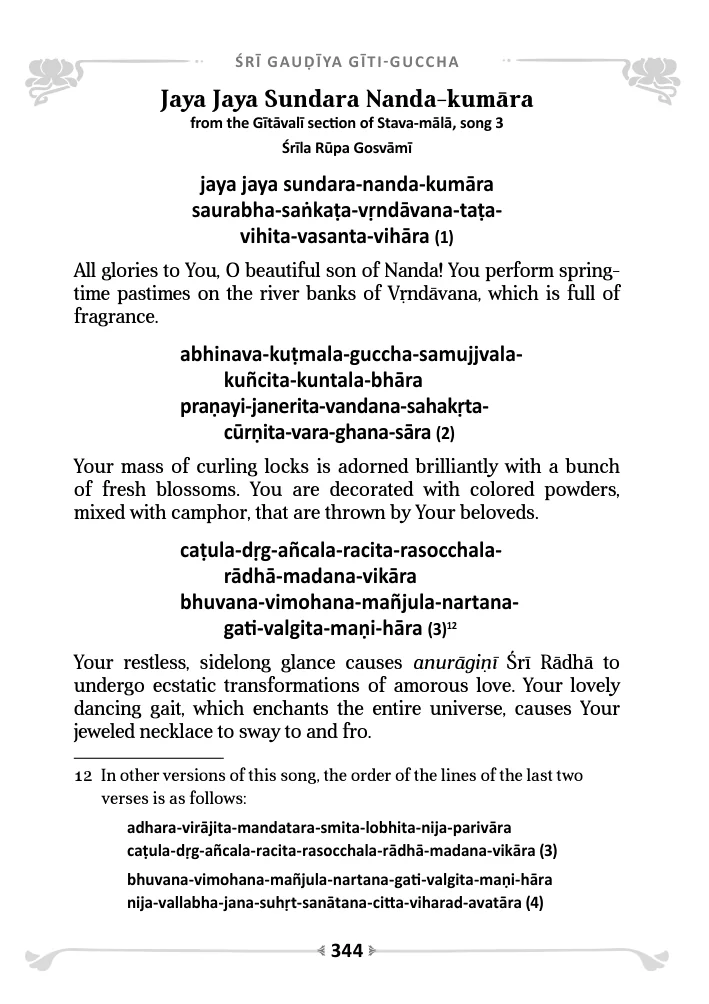 ŚRĪ GAUḌĪYA GĪTI-GUCCHA
Jaya Jaya Sundara Nanda-kumāra
from the Gītāvalī section of Stava-mālā, song 3
Śrīla Rūpa Gosvāmī
jaya jaya sundara-nanda-kumāra
saurabha-saṅkaṭa-vṛndāvana-taṭa-
vihita-vasanta-vihāra (1)
All glories to You, O beautiful son of Nanda! You perform spring-
time pastimes on the river banks of Vṛndāvana, which is full of
fragrance.
abhinava-kuṭmala-guccha-samujjvala-
kuñcita-kuntala-bhāra
praṇayi-janerita-vandana-sahakṛta-
cūrṇita-vara-ghana-sāra (2)
Your mass of curling locks is adorned brilliantly with a bunch
of fresh blossoms. You are decorated with colored powders,
mixed with camphor, that are thrown by Your beloveds.
caṭula-dṛg-añcala-racita-rasocchala-
rādhā-madana-vikāra
bhuvana-vimohana-mañjula-nartana-
gati-valgita-maṇi-hāra (3)12
Your restless, sidelong glance causes anurāgiṇī Śrī Rādhā to
undergo ecstatic transformations of amorous love. Your lovely
dancing gait, which enchants the entire universe, causes Your
jeweled necklace to sway to and fro.
12 In other versions of this song, the order of the lines of the last two
verses is as follows:
adhara-virājita-mandatara-smita-lobhita-nija-parivāra
caṭula-dṛg-añcala-racita-rasocchala-rādhā-madana-vikāra (3)
bhuvana-vimohana-mañjula-nartana-gati-valgita-maṇi-hāra
nija-vallabha-jana-suhṛt-sanātana-citta-viharad-avatāra (4)
344